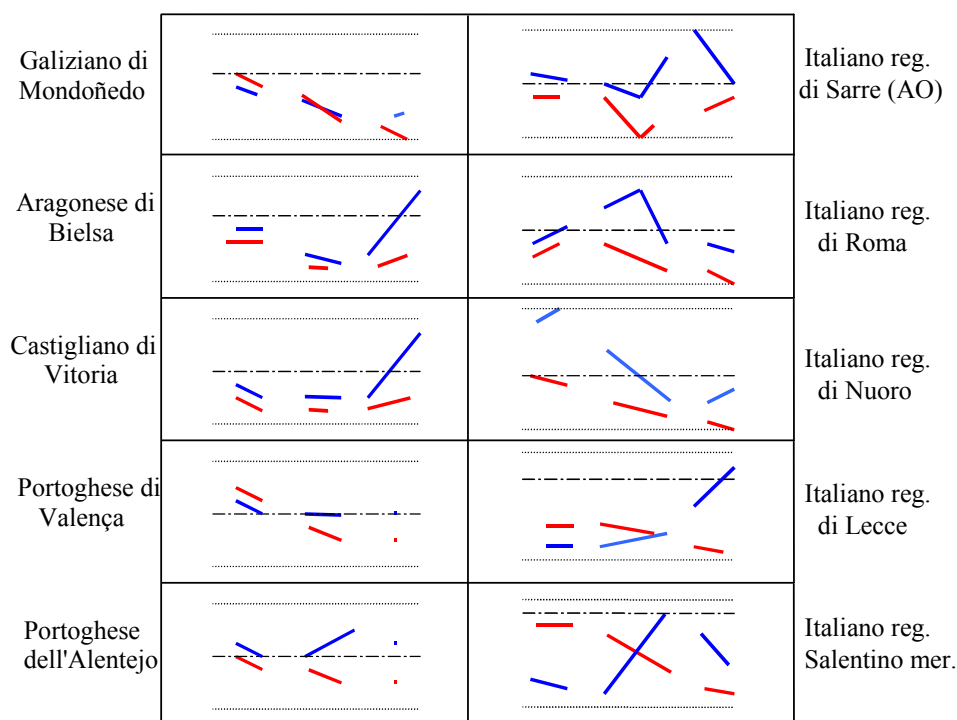 Galiziano di
Mondoñedo
Italiano reg.
di Sarre (AO)
Aragonese di
Bielsa
Italiano reg.
di Roma
Castigliano di
Vitoria
Italiano reg.
di Nuoro
Portoghese di
Valença
Italiano reg.
di Lecce
Portoghese
dell'Alentejo
Italiano reg.
Salentino mer.